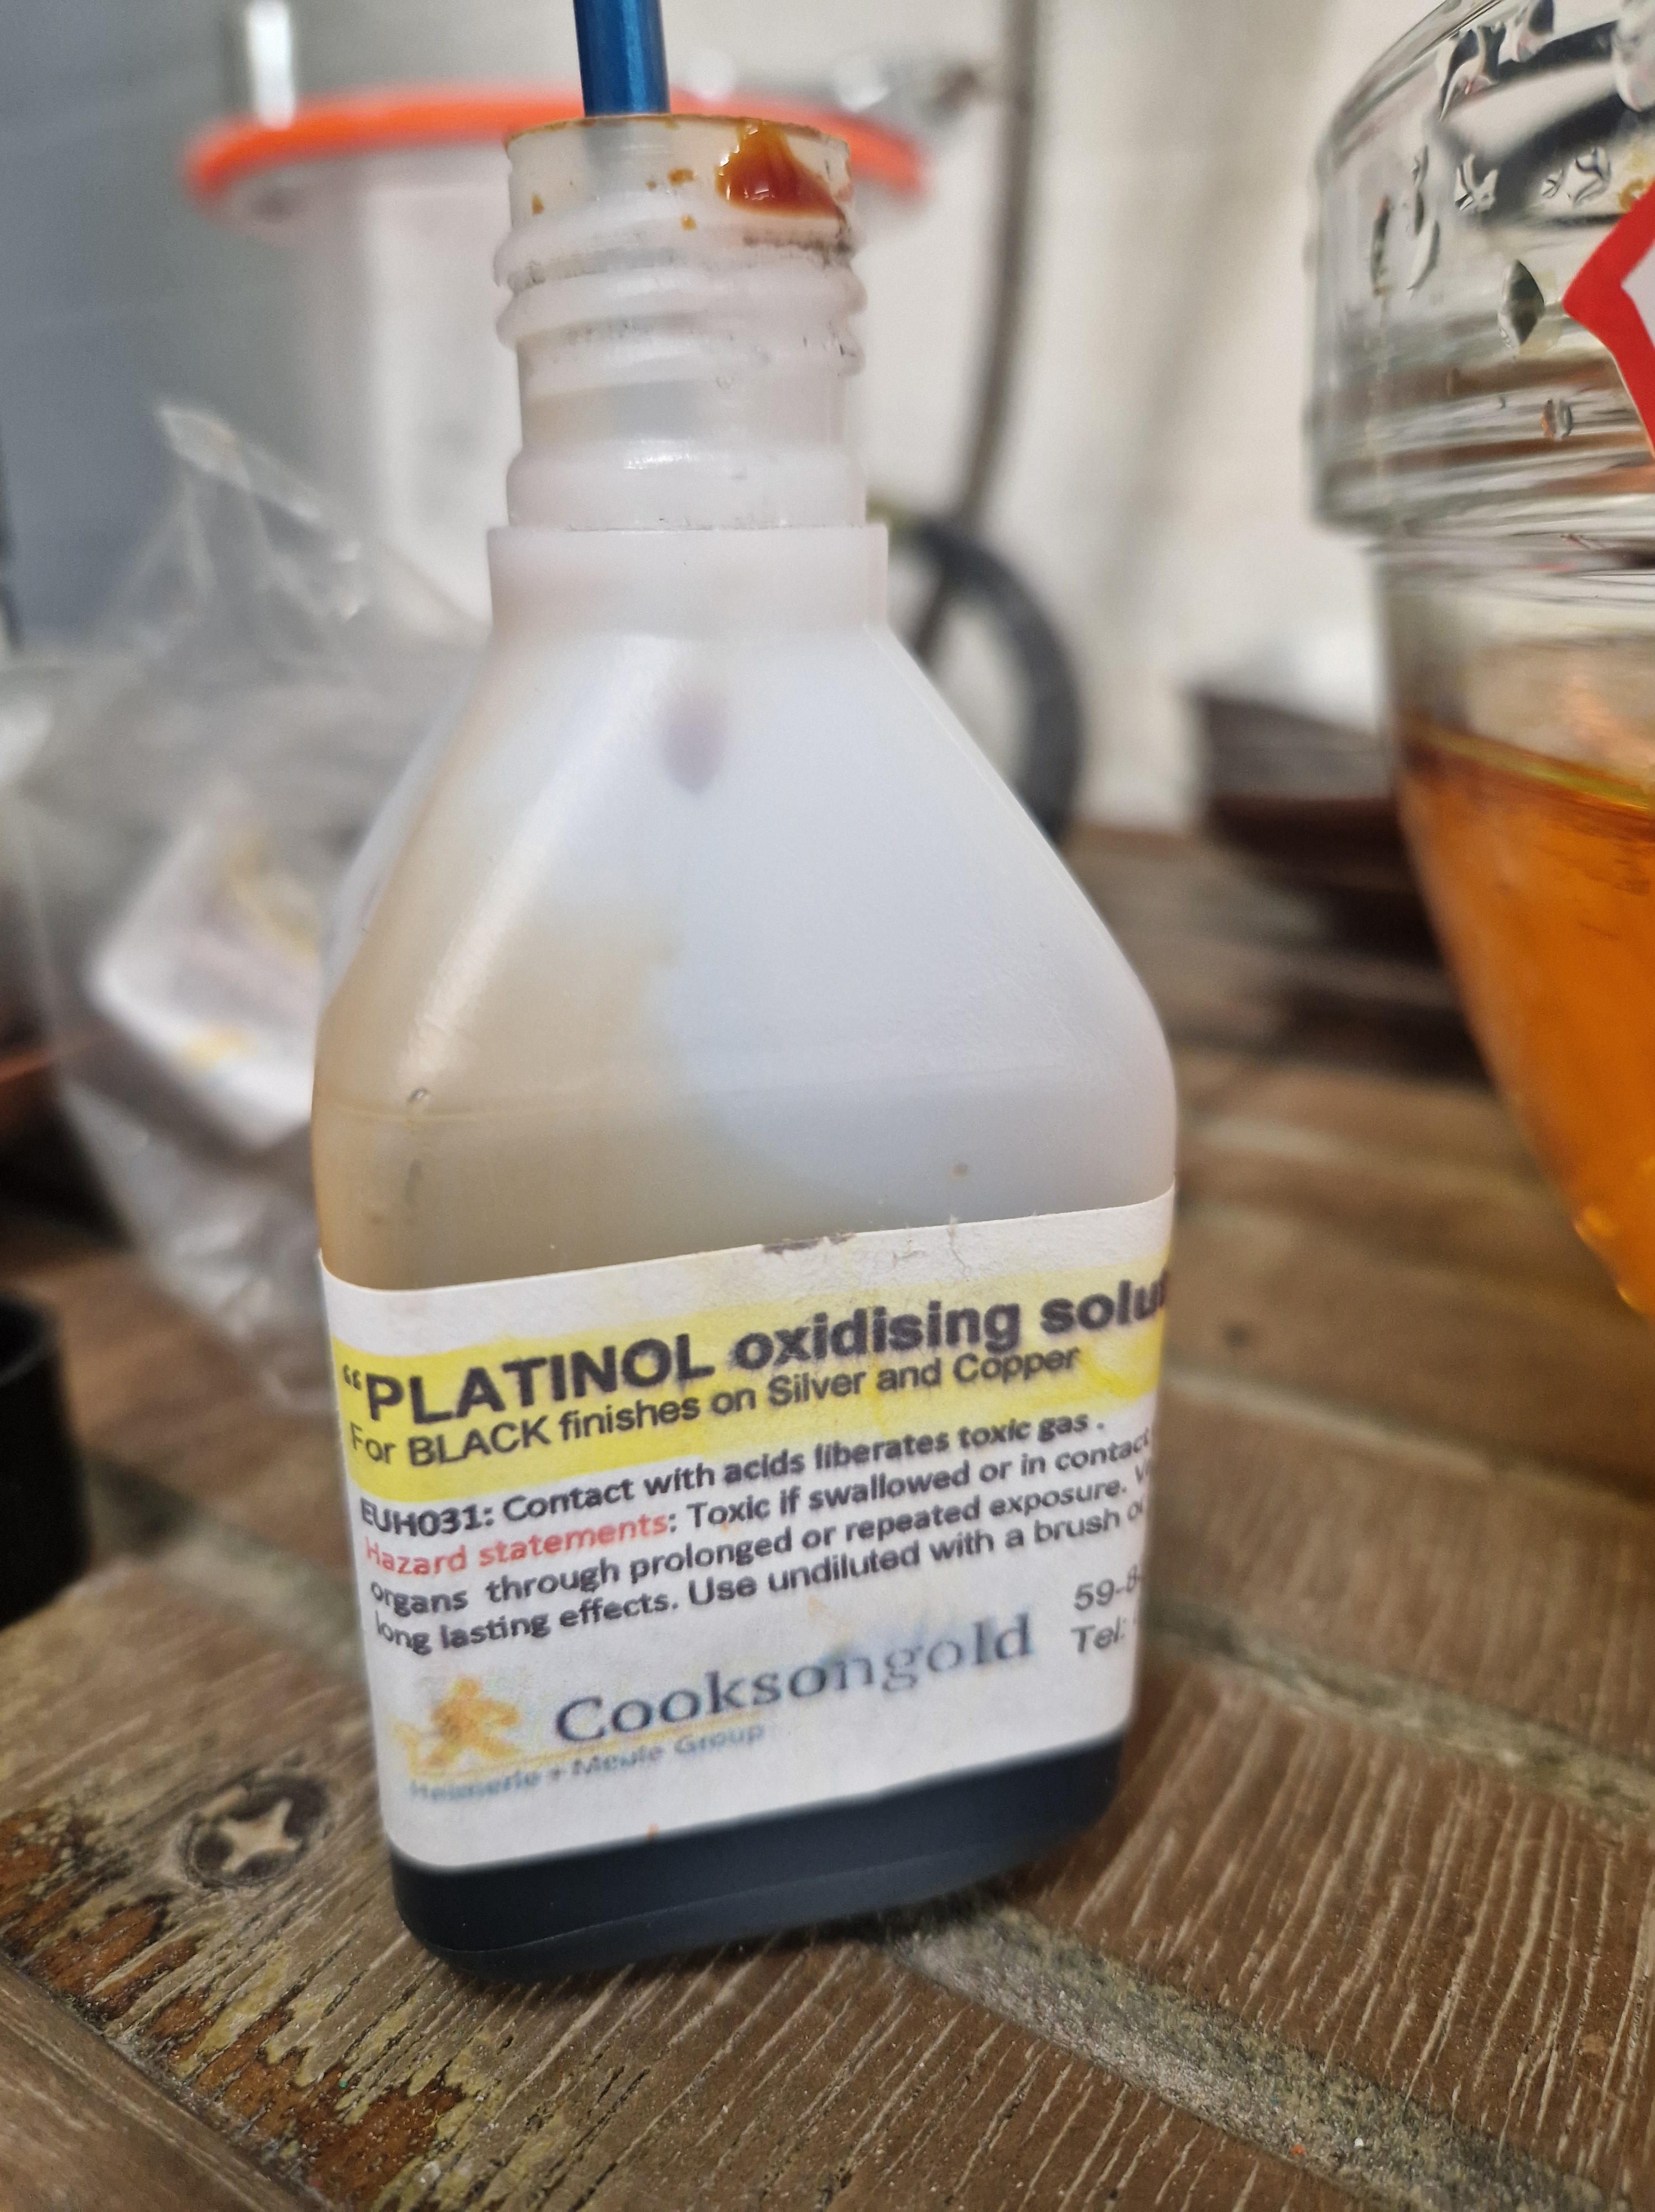 “PLATINOL oxidising solut
For BLACK finishes on Silver and Copper
EUH031: Contact with acids liberates toxic gas .
Hazard statements: Toxic if swallowed or in contact
organs through prolonged or repeated exposure. V
long lasting effects. Use undiluted with a brush o
59-8
Tel:
Cooksongold
Heimerle + Meule Group